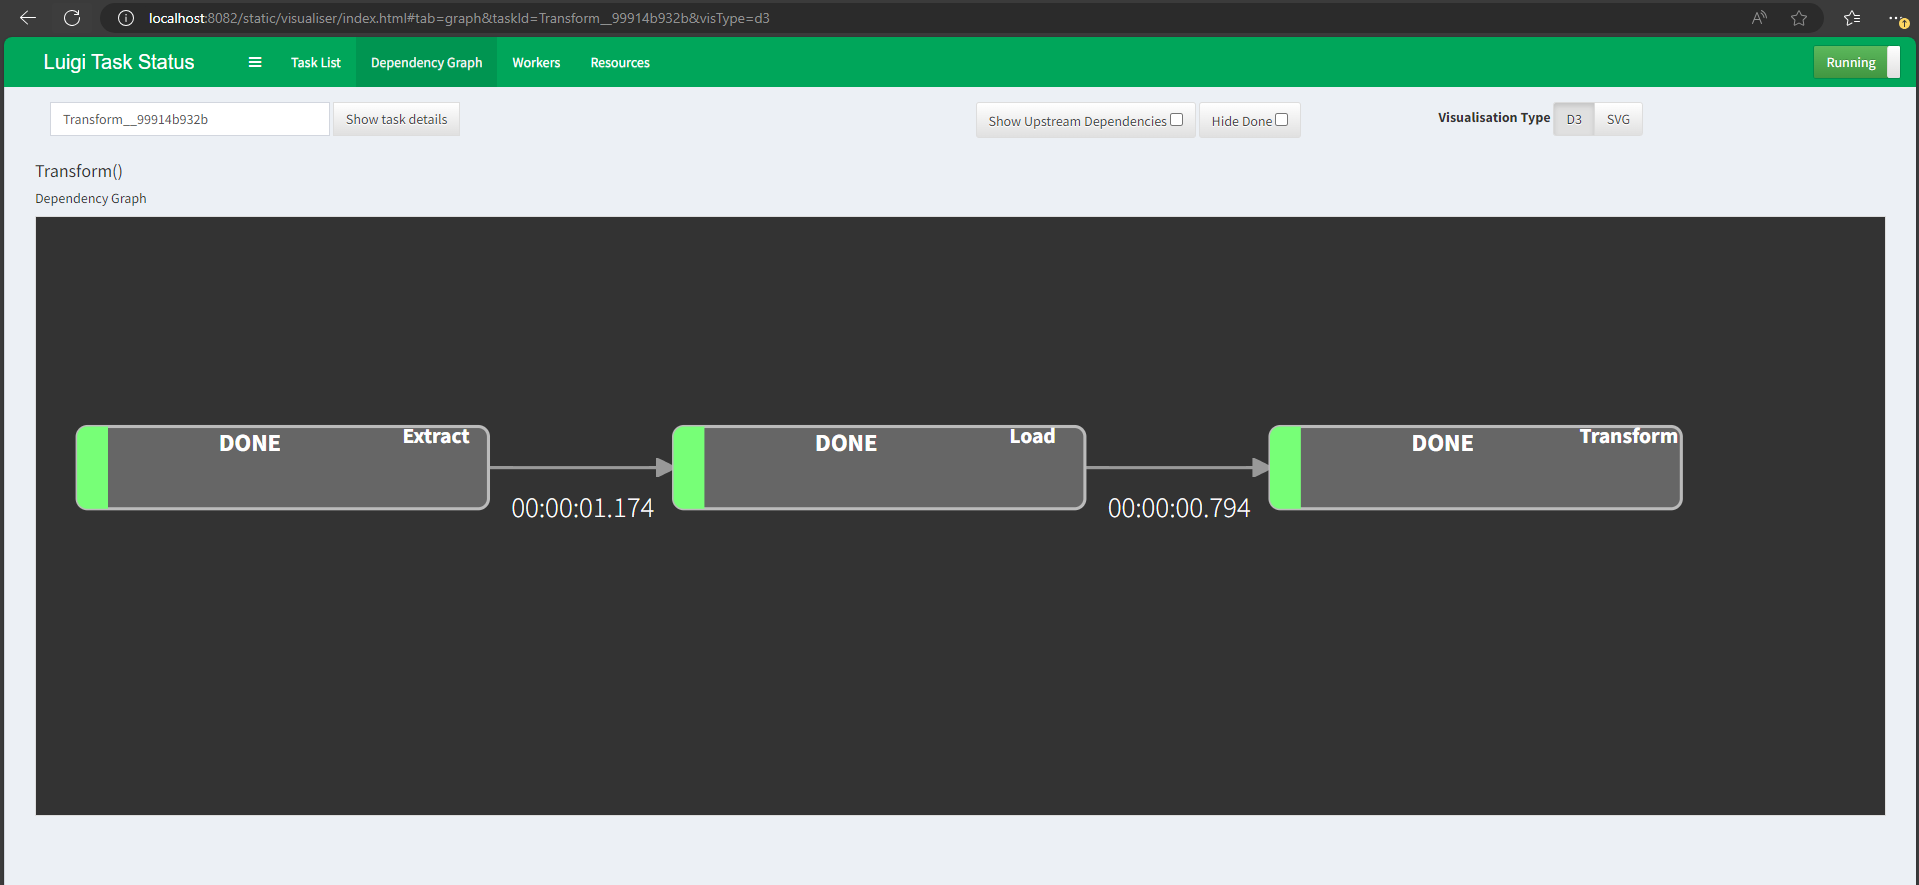 localhost:8082/static/visualiser/index.html#tab=graph&taskId=Transform__99914b932b&visType=d3
Luigi Task Status
Task List
Dependency Graph
Workers
Resources
Running
Transform__99914b932b
Show task details
Show Upstream Dependencies
Hide Done
Visualisation Type
D3
SVG
Transform()
Dependency Graph
DONE
Extract
00:00:01.174
DONE
Load
00:00:00.794
DONE
Transform